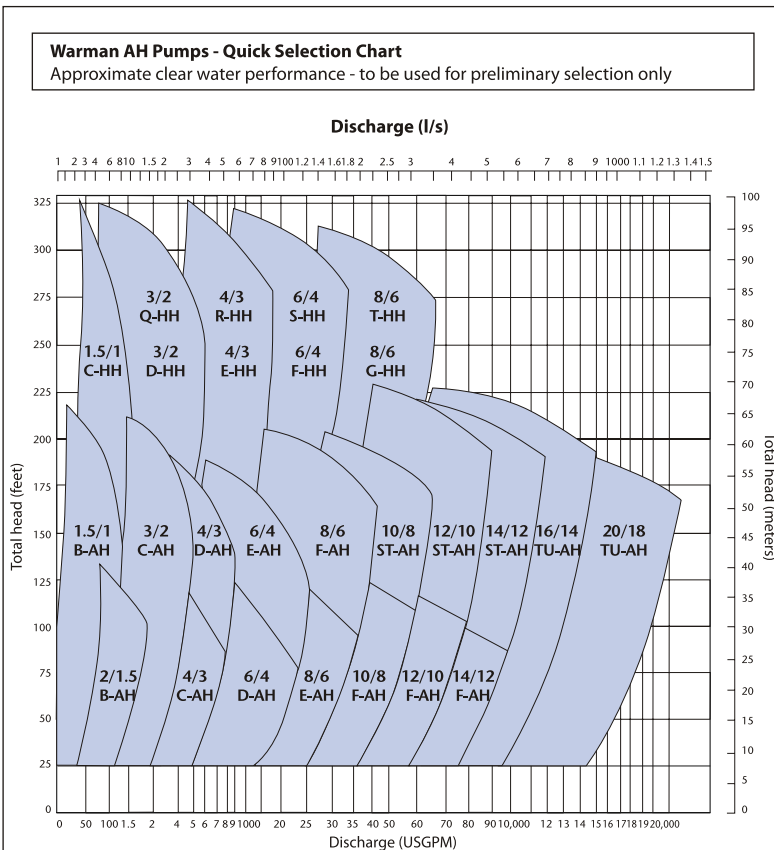 Warman AH Pumps - Quick Selection Chart
Approximate clear water performance - to be used for preliminary selection only
Discharge (l/s)
1 2 3 4 6 8 10 1.5 2 3 4 5 6 7 8 9 100 1.2 1.4 1.6 1.8 2 3 4 5 6 7 8 9 1000 1.1 1.2 1.3 1.4 1.5
325
300
275
250
225
200
175
150
125
100
75
50
25
0
Total head (feet)
100
95
90
85
80
75
70
65
60
55
50
45
40
35
30
25
20
15
10
5
0
Total head (meters)
3/2
Q-HH
4/3
R-HH
6/4
S-HH
8/6
T-HH
1.5/1
C-HH
3/2
D-HH
4/3
E-HH
6/4
F-HH
8/6
G-HH
1.5/1
B-AH
3/2
C-AH
4/3
D-AH
6/4
E-AH
8/6
F-AH
10/8
ST-AH
12/10
ST-AH
14/12
ST-AH
16/14
TU-AH
20/18
TU-AH
2/1.5
B-AH
4/3
C-AH
6/4
D-AH
8/6
E-AH
10/8
F-AH
12/10
F-AH
14/12
F-AH
0 50 100 1.5 2 4 5 6 7 8 9 1000 20 25 35 40 50 60 70 80 90 10,000 12 13 14 15 16 17 18 19 20,000
Discharge (USGPM)